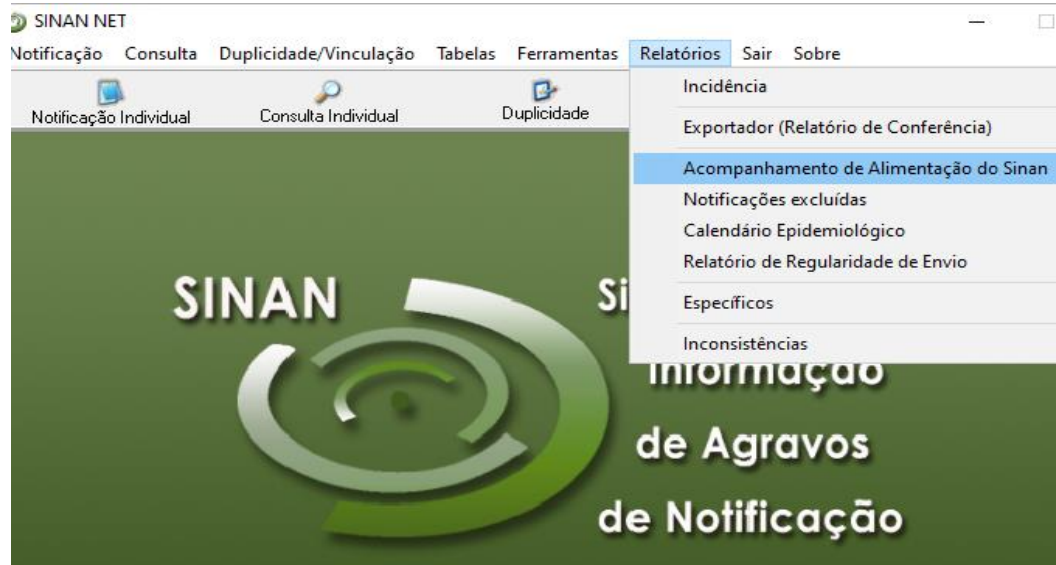 SINAN NET
Notificação Consulta Duplicidade/Vinculação Tabelas Ferramentas Relatórios Sair Sobre
Notificação Individual Consulta Individual Duplicidade
Incidência
Exportador (Relatório de Conferência)
Acompanhamento de Alimentação do Sinan
Notificações excluídas
Calendário Epidemiológico
Relatório de Regularidade de Envio
Específicos
Inconsistências
SINAN Si
Informação
de Agravos
de Notificação